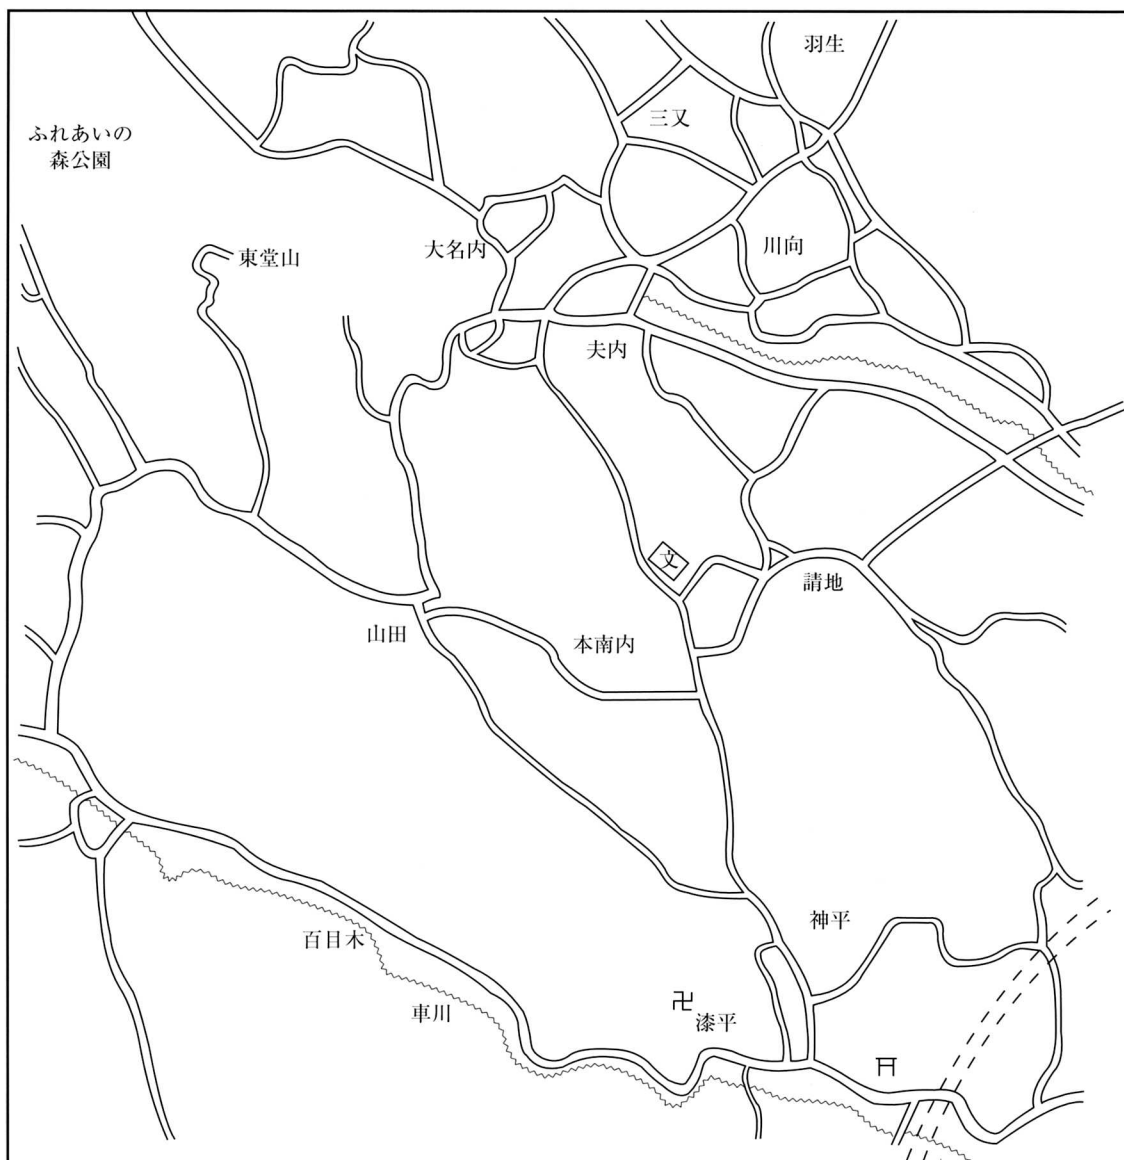 羽生
三又
ふれあいの
森公園
川向
大名内
東堂山
夫内
文
請地
山田
本南内
神平
百目木
車川
卍
漆平